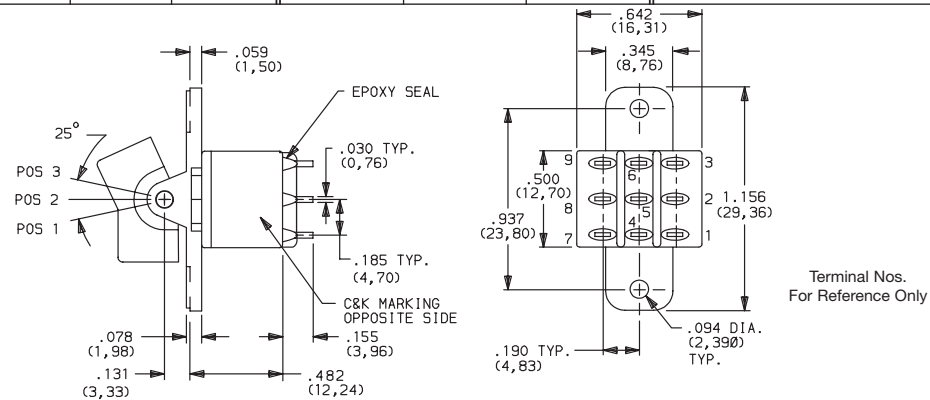 .059
(1,50)
EPOXY SEAL
25°
POS 3
POS 2
POS 1
.030 TYP.
(0,76)
.185 TYP.
(4,70)
C&K MARKING
OPPOSITE SIDE
.078
(1,98)
.155
(3,96)
.131
(3,33)
.482
(12,24)
.642
(16,31)
.345
(8,76)
9
6
3
.500
(12,70)
8
5
2
1.156
(29,36)
.937
(23,80)
7
4
1
.190 TYP.
(4,83)
.094 DIA.
(2,390)
TYP.
Terminal Nos.
For Reference Only